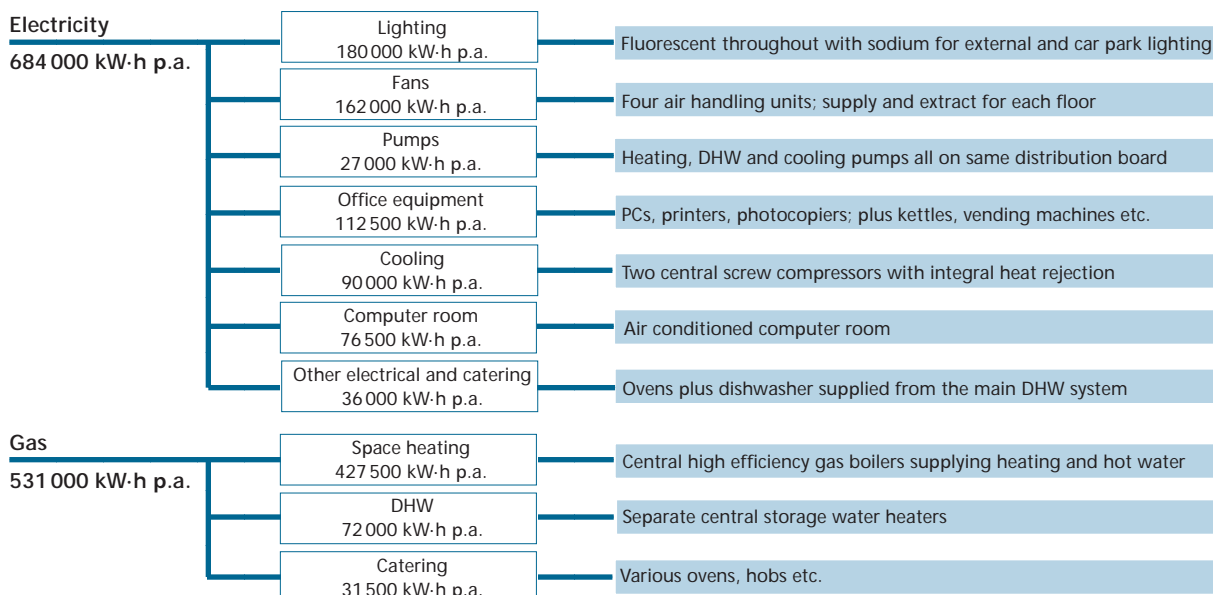 Electricity
684 000 kW·h p.a.
Lighting
180 000 kW·h p.a.
Fluorescent throughout with sodium for external and car park lighting
Fans
162 000 kW·h p.a.
Four air handling units; supply and extract for each floor
Pumps
27 000 kW·h p.a.
Heating, DHW and cooling pumps all on same distribution board
Office equipment
112 500 kW·h p.a.
PCs, printers, photocopiers; plus kettles, vending machines etc.
Cooling
90 000 kW·h p.a.
Two central screw compressors with integral heat rejection
Computer room
76 500 kW·h p.a.
Air conditioned computer room
Other electrical and catering
36 000 kW·h p.a.
Ovens plus dishwasher supplied from the main DHW system
Gas
531 000 kW·h p.a.
Space heating
427 500 kW·h p.a.
Central high efficiency gas boilers supplying heating and hot water
DHW
72 000 kW·h p.a.
Separate central storage water heaters
Catering
31 500 kW·h p.a.
Various ovens, hobs etc.